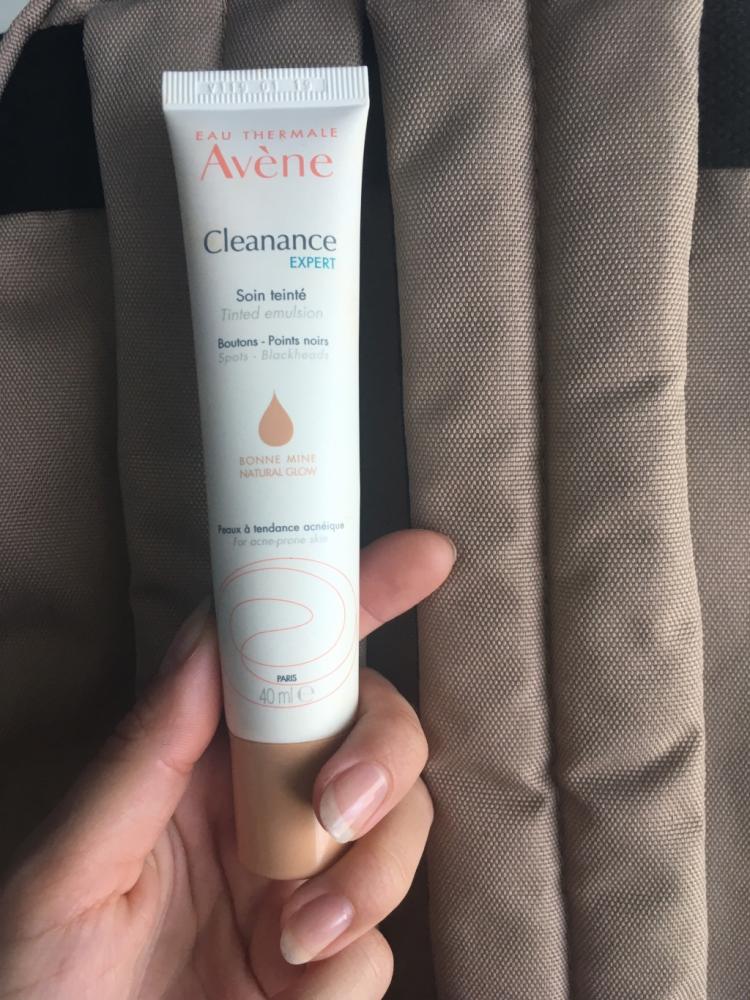 EAU THERMALE
Avène
Cleanance
EXPERT
Soin teinté
Tinted emulsion
Boutons - Points noirs
Spots - Blackheads
BONNE MINE
NATURAL GLOW
Peaux à tendance acnéique
For acne-prone skin
PARIS
40 ml ℮